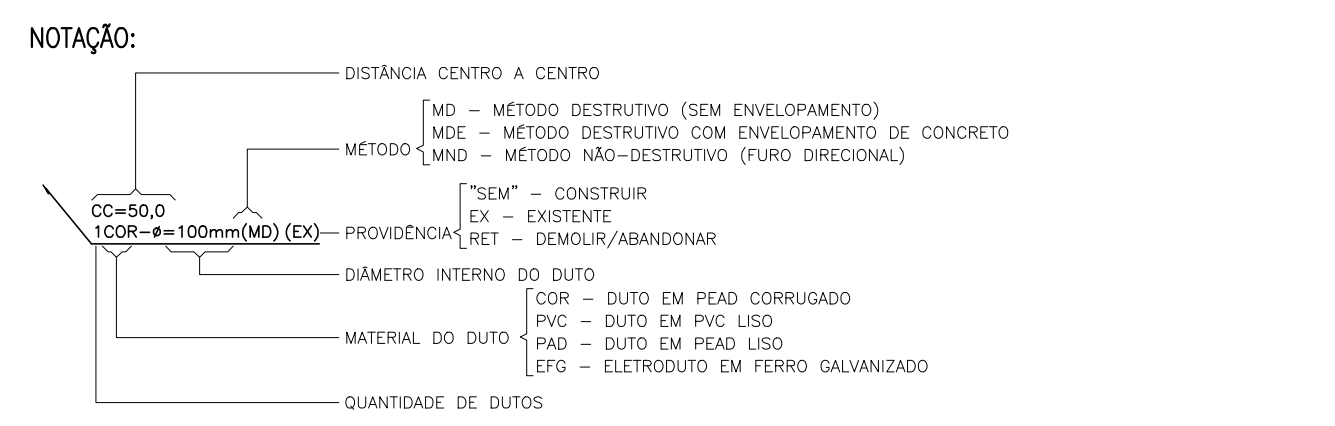 NOTAÇÃO:
DISTÂNCIA CENTRO A CENTRO
MÉTODO
MD – MÉTODO DESTRUTIVO (SEM ENVELOPAMENTO)
MDE – MÉTODO DESTRUTIVO COM ENVELOPAMENTO DE CONCRETO
MND – MÉTODO NÃO-DESTRUTIVO (FURO DIRECIONAL)
CC=50,0
1COR-ø=100mm(MD) (EX)
PROVIDÊNCIA
"SEM" – CONSTRUIR
EX – EXISTENTE
RET – DEMOLIR/ABANDONAR
DIÂMETRO INTERNO DO DUTO
MATERIAL DO DUTO
COR – DUTO EM PEAD CORRUGADO
PVC – DUTO EM PVC LISO
PAD – DUTO EM PEAD LISO
EFG – ELETRODUTO EM FERRO GALVANIZADO
QUANTIDADE DE DUTOS